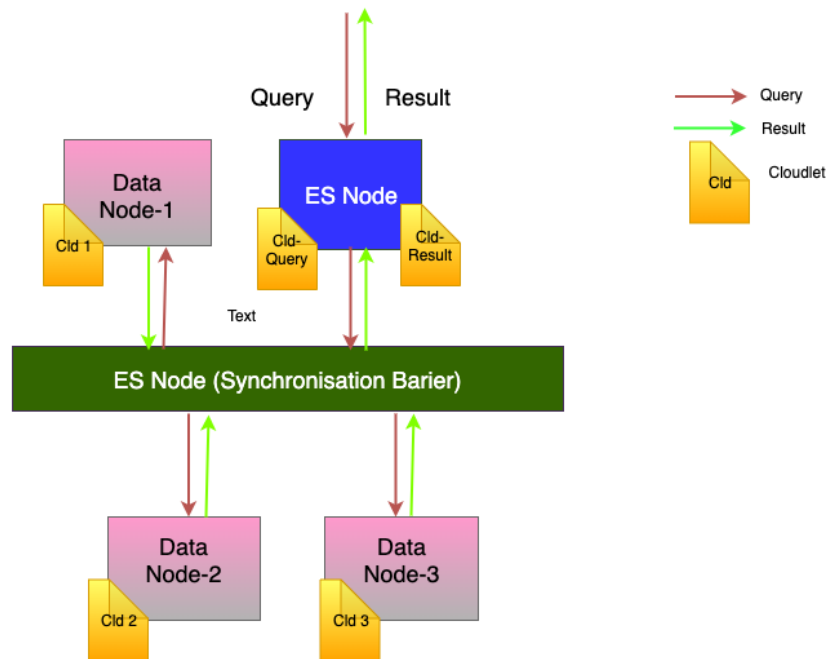 Query
Result
Query
Result
Cld
Cloudlet
Data
Node-1
Cld 1
ES Node
Cld-
Query
Cld-
Result
Text
ES Node (Synchronisation Barier)
Data
Node-2
Cld 2
Data
Node-3
Cld 3